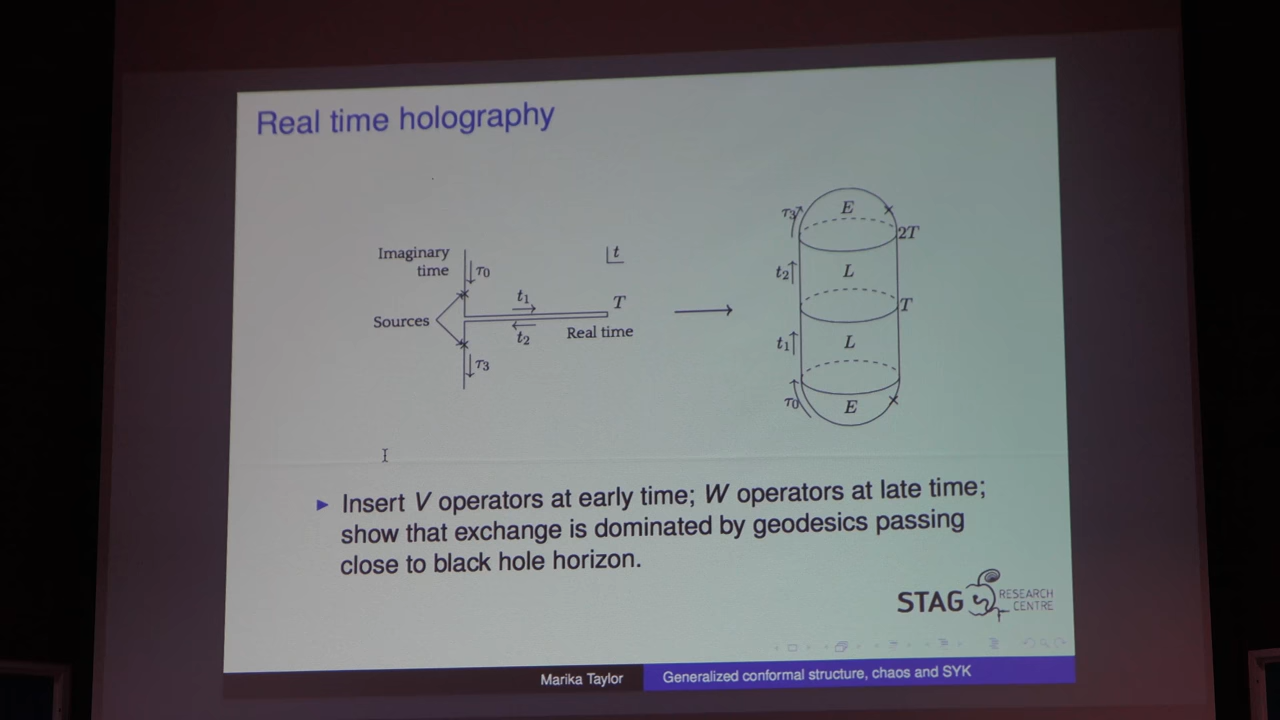 Real time holography
Imaginary
time
τ₀
t
t₁
T
Sources
t₂
Real time
τ₃
τ₃
E
2T
t₂
L
T
t₁
L
τ₀
E
Insert V operators at early time; W operators at late time;
show that exchange is dominated by geodesics passing
close to black hole horizon.
STAG RESEARCH
CENTRE
Marika Taylor
Generalized conformal structure, chaos and SYK